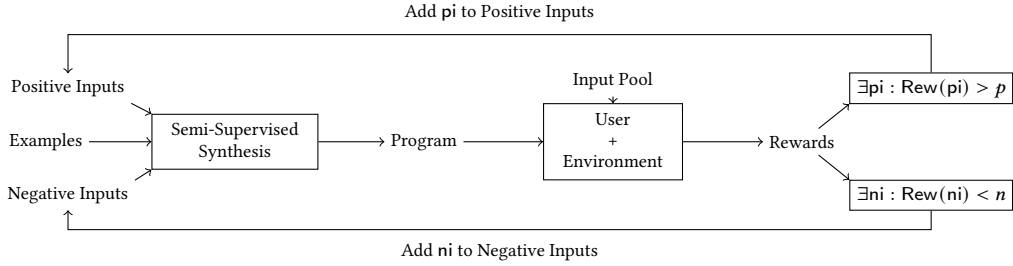 Add pi to Positive Inputs
Positive Inputs
Input Pool
∃pi : Rew(pi) > p
Examples
Semi-Supervised
Synthesis
Program
User
+
Environment
Rewards
Negative Inputs
∃ni : Rew(ni) < n
Add ni to Negative Inputs